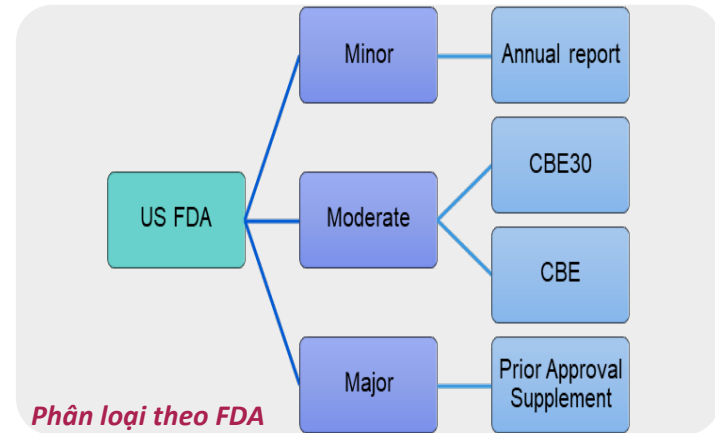 Minor
Annual report
CBE30
US FDA
Moderate
CBE
Major
Prior Approval
Supplement
Phân loại theo FDA